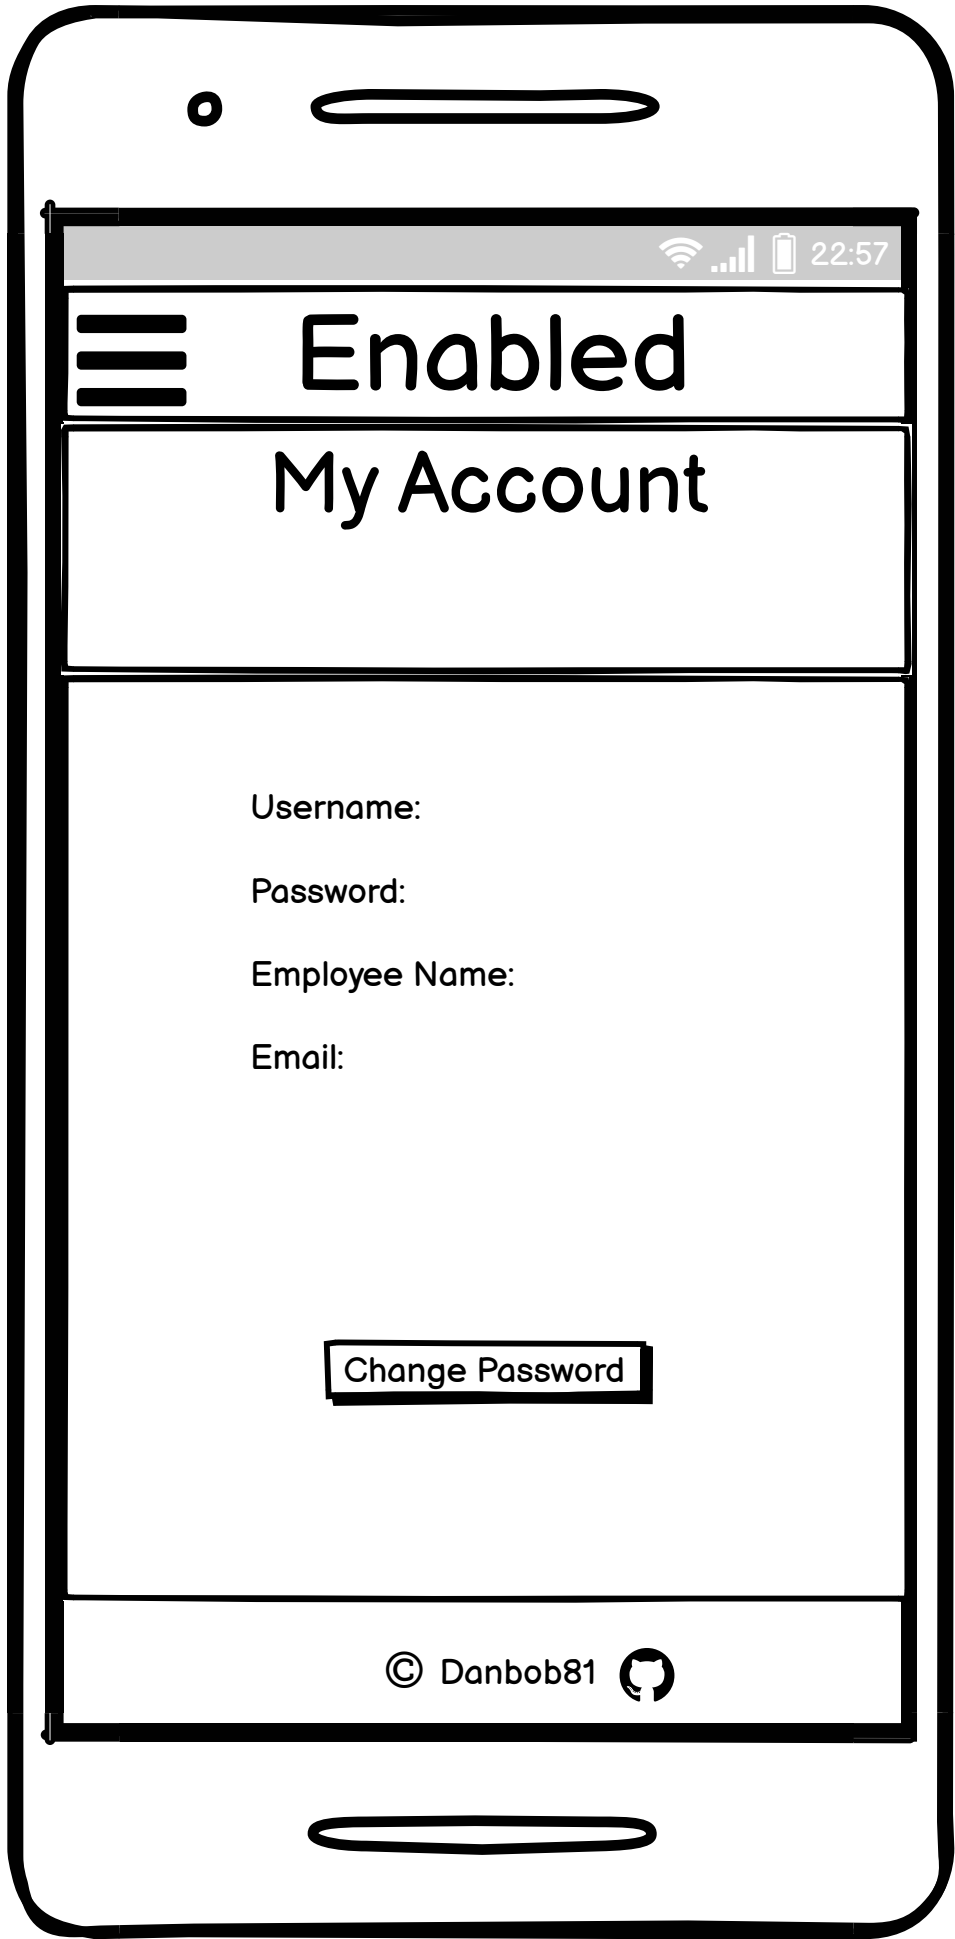 22:57
Enabled
My Account
Username:
Password:
Employee Name:
Email:
Change Password
© Danbob81